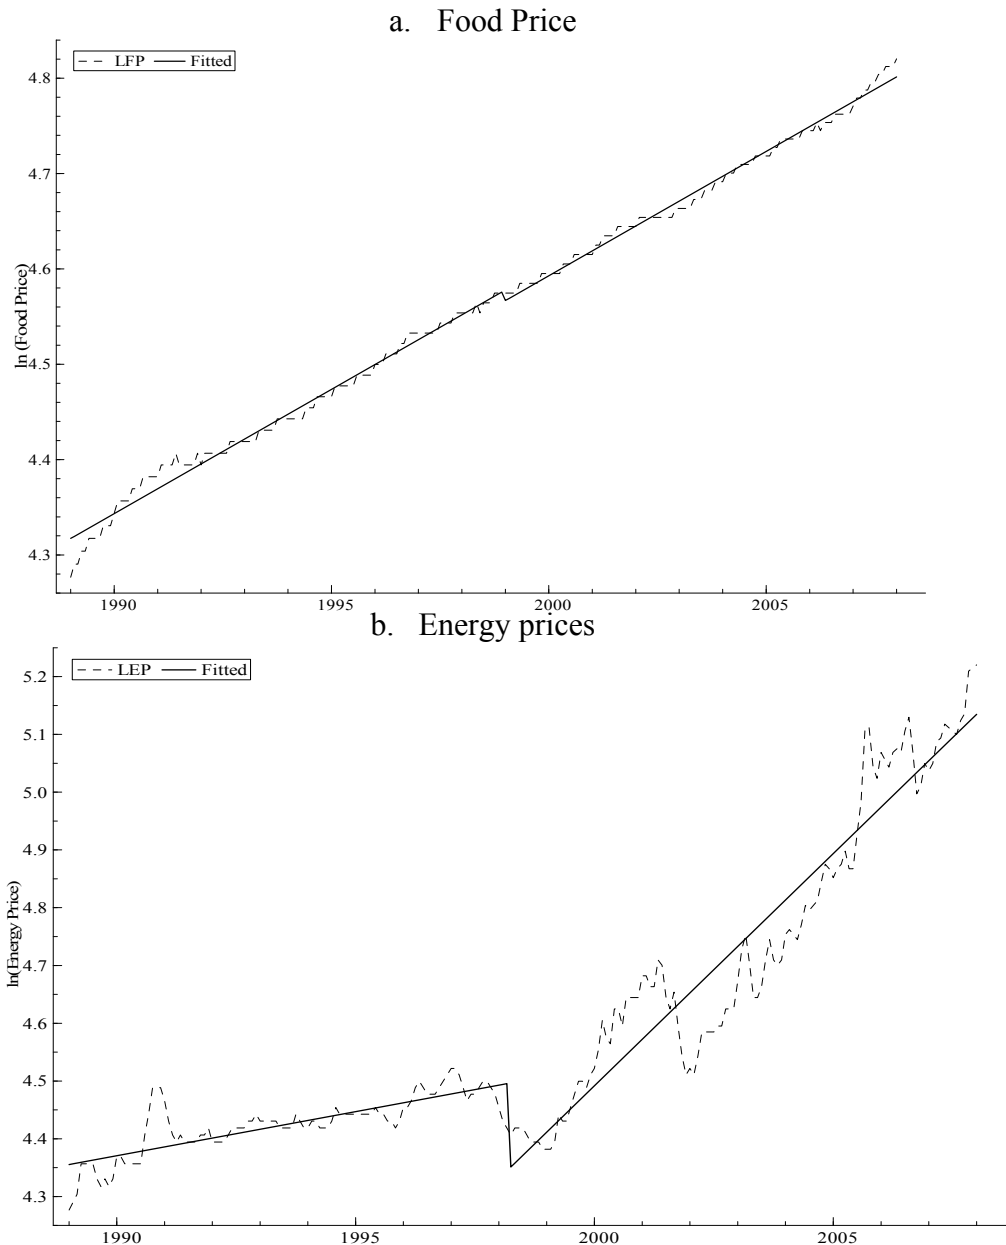 a. Food Price
LFP Fitted
4.8
4.7
4.6
4.5
4.4
4.3
ln (Food Price)
1990 1995 2000 2005
b. Energy prices
LEP Fitted
5.2
5.1
5.0
4.9
4.8
4.7
4.6
4.5
4.4
4.3
ln(Energy Price)
1990 1995 2000 2005